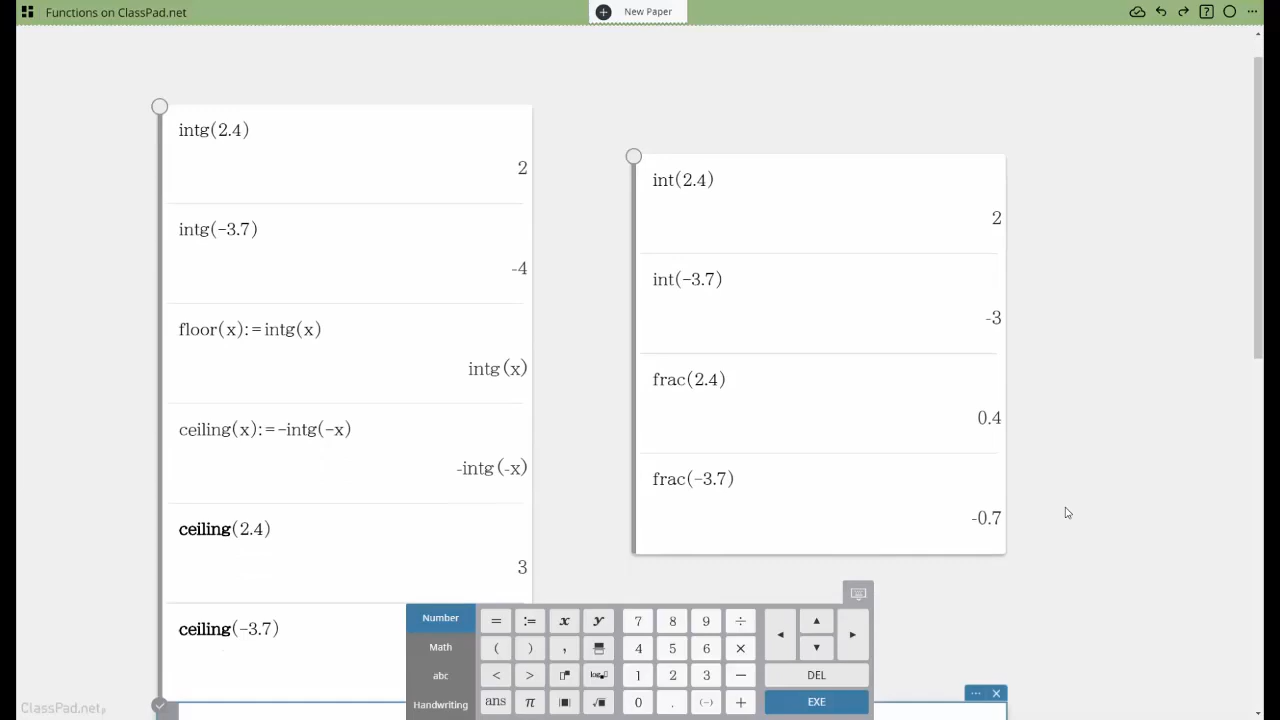 Functions on ClassPad.net
New Paper
intg(2.4)
2
intg(-3.7)
-4
floor(x):=intg(x)
intg(x)
ceiling(x):=-intg(-x)
-intg(-x)
ceiling(2.4)
3
ceiling(-3.7)
int(2.4)
2
int(-3.7)
-3
frac(2.4)
0.4
frac(-3.7)
-0.7
Number = := x y 7 8 9 ÷
Math ( ) , 4 5 6 ×
abc < > log 1 2 3 - DEL
Handwriting ans π √ 0 . (-) + EXE
ClassPad.net